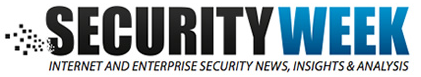 SECURITYWEEK
INTERNET AND ENTERPRISE SECURITY NEWS, INSIGHTS & ANALYSIS